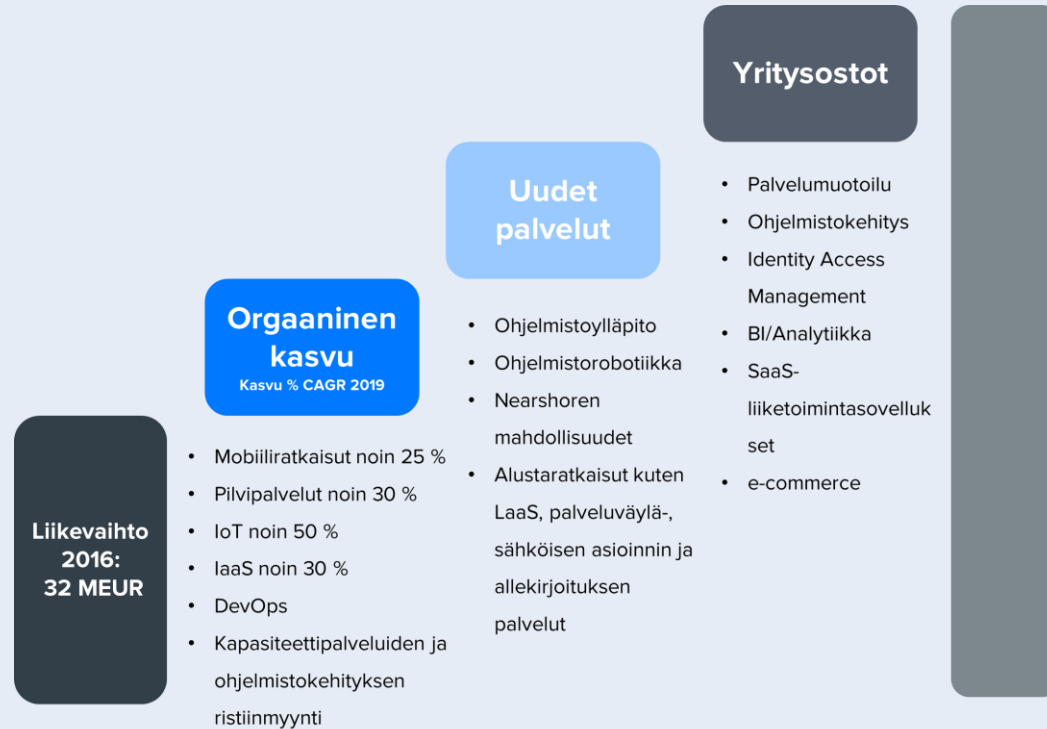 Liikevaihto
2016:
32 MEUR
Orgaaninen
kasvu
Kasvu % CAGR 2019
• Mobiiliratkaisut noin 25 %
• Pilvipalvelut noin 30 %
• IoT noin 50 %
• IaaS noin 30 %
• DevOps
• Kapasiteettipalveluiden ja
ohjelmistokehityksen
ristiinmyynti
Uudet
palvelut
• Ohjelmistoylläpito
• Ohjelmistorobotiikka
• Nearshoren
mahdollisuudet
• Alustaratkaisut kuten
LaaS, palveluväylä-,
sähköisen asioinnin ja
allekirjoituksen
palvelut
Yritysostot
• Palvelumuotoilu
• Ohjelmistokehitys
• Identity Access
Management
• BI/Analytiikka
• SaaS-
liiketoimintasovelluk
set
• e-commerce